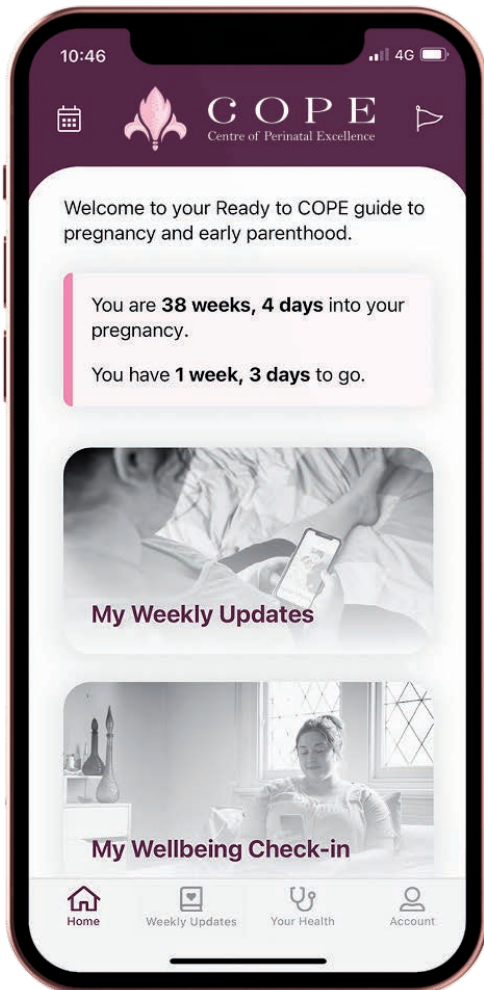 10:46
4G
COPE
Centre of Perinatal Excellence
Welcome to your Ready to COPE guide to
pregnancy and early parenthood.
You are 38 weeks, 4 days into your
pregnancy.
You have 1 week, 3 days to go.
My Weekly Updates
My Wellbeing Check-in
Home
Weekly Updates
Your Health
Account